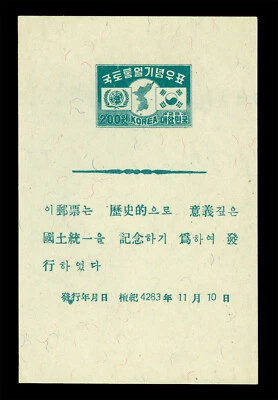 국토통일기념우표
200원 KOREA 대한민국
이郵票는 歷史的으로 意義깊은
國土統一을 記念하기 爲하여 發
行하였다
發行年月日 檀紀4283年11月10日